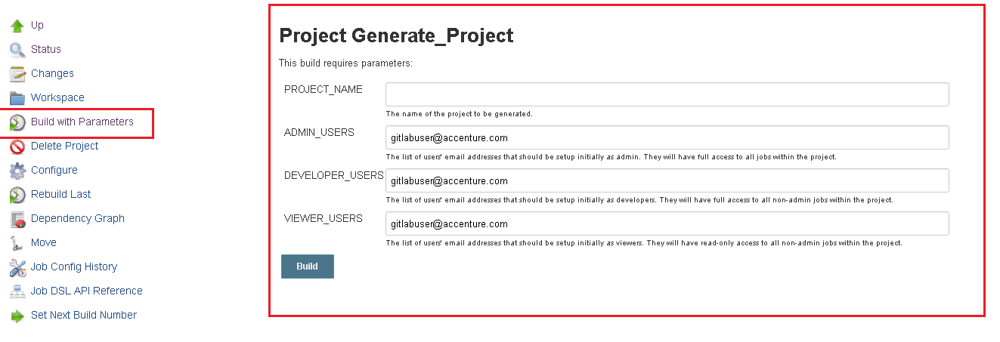 Up
Status
Changes
Workspace
Build with Parameters
Delete Project
Configure
Rebuild Last
Dependency Graph
Move
Job Config History
Job DSL API Reference
Set Next Build Number
Project Generate_Project
This build requires parameters:
PROJECT_NAME
The name of the project to be generated.
ADMIN_USERS
gitlabuser@accenture.com
The list of users' email addresses that should be setup initially as admin. They will have full access to all jobs within the project.
DEVELOPER_USERS
gitlabuser@accenture.com
The list of users' email addresses that should be setup initially as developers. They will have full access to all non-admin jobs within the project.
VIEWER_USERS
gitlabuser@accenture.com
The list of users' email addresses that should be setup initially as viewers. They will have read-only access to all non-admin jobs within the project.
Build